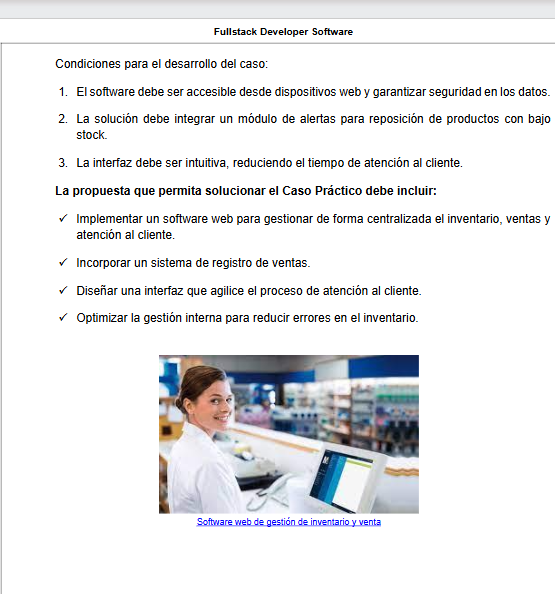 Fullstack Developer Software
Condiciones para el desarrollo del caso:
1. El software debe ser accesible desde dispositivos web y garantizar seguridad en los datos.
2. La solución debe integrar un módulo de alertas para reposición de productos con bajo
stock.
3. La interfaz debe ser intuitiva, reduciendo el tiempo de atención al cliente.
La propuesta que permita solucionar el Caso Práctico debe incluir:
✓ Implementar un software web para gestionar de forma centralizada el inventario, ventas y
atención al cliente.
✓ Incorporar un sistema de registro de ventas.
✓ Diseñar una interfaz que agilice el proceso de atención al cliente.
✓ Optimizar la gestión interna para reducir errores en el inventario.
Software web de gestión de inventario y venta